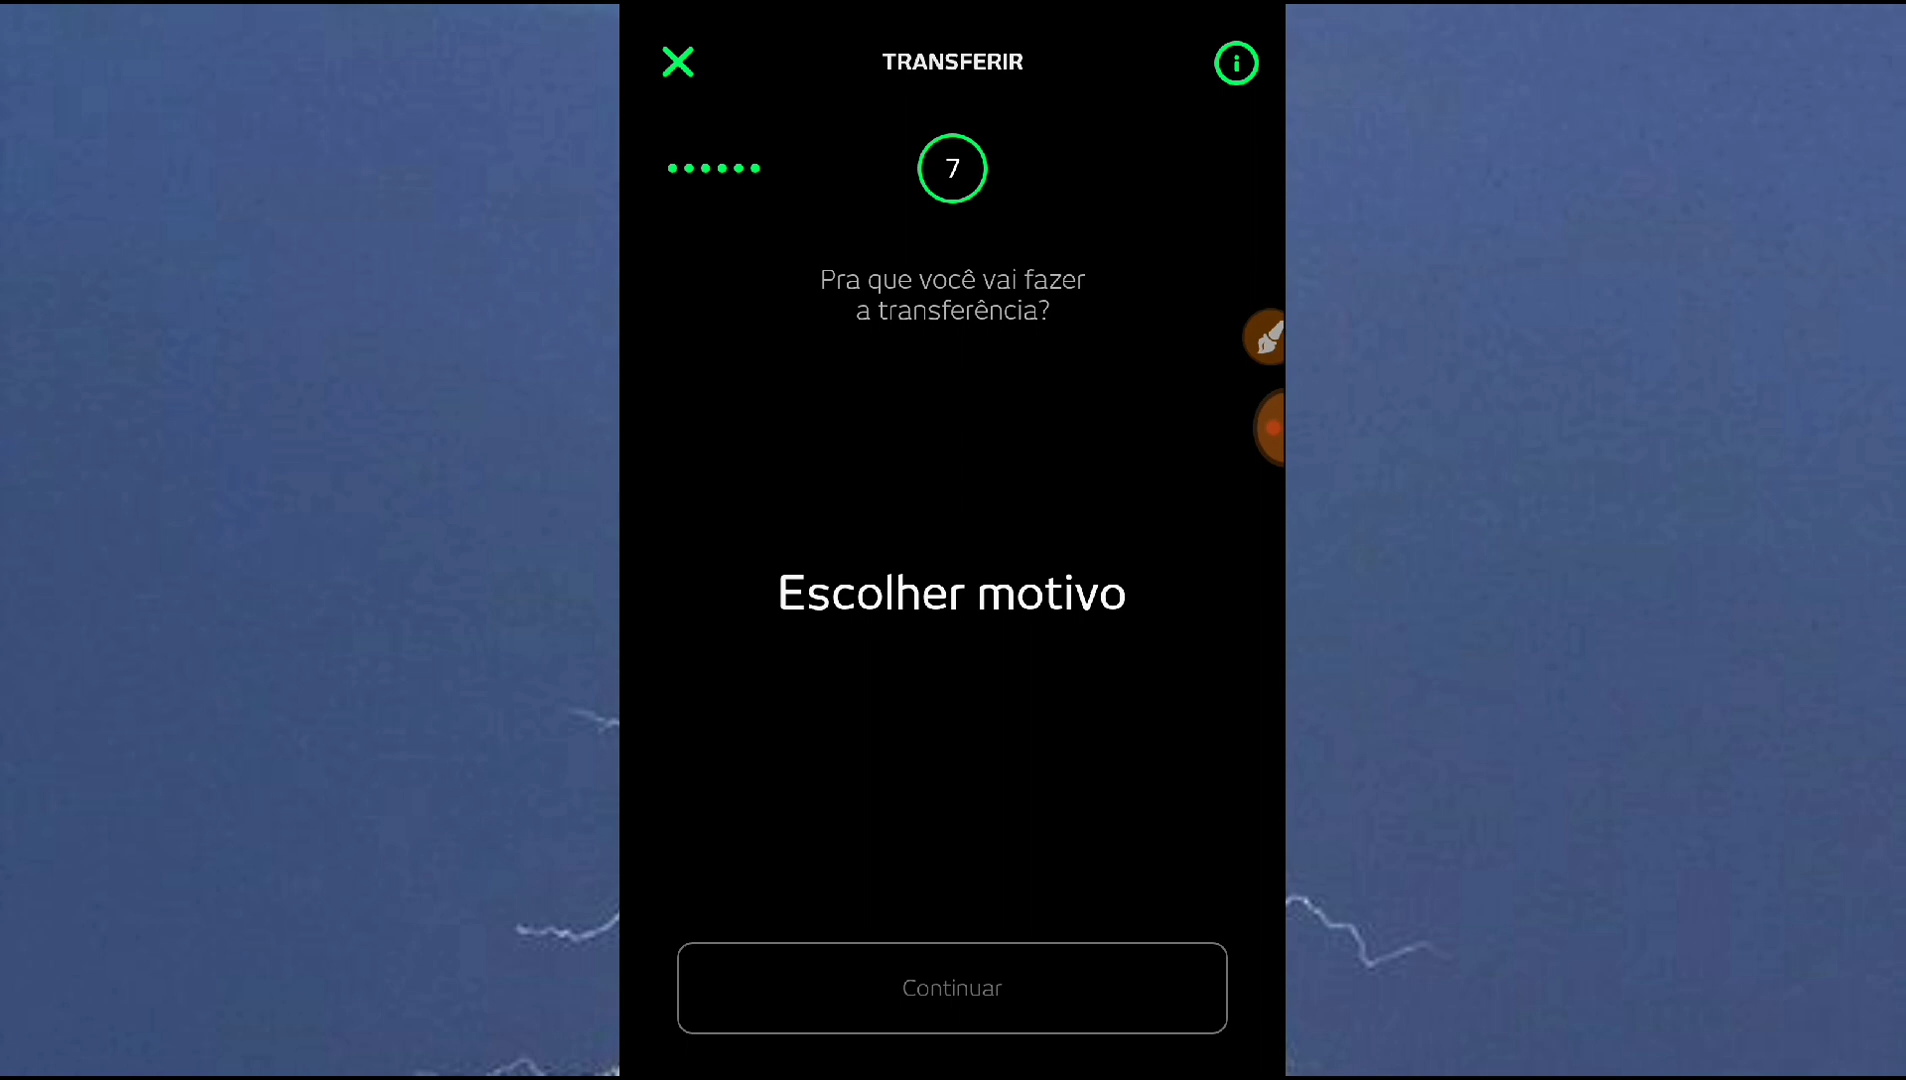 TRANSFERIR
7
Pra que você vai fazer
a transferência?
Escolher motivo
Continuar